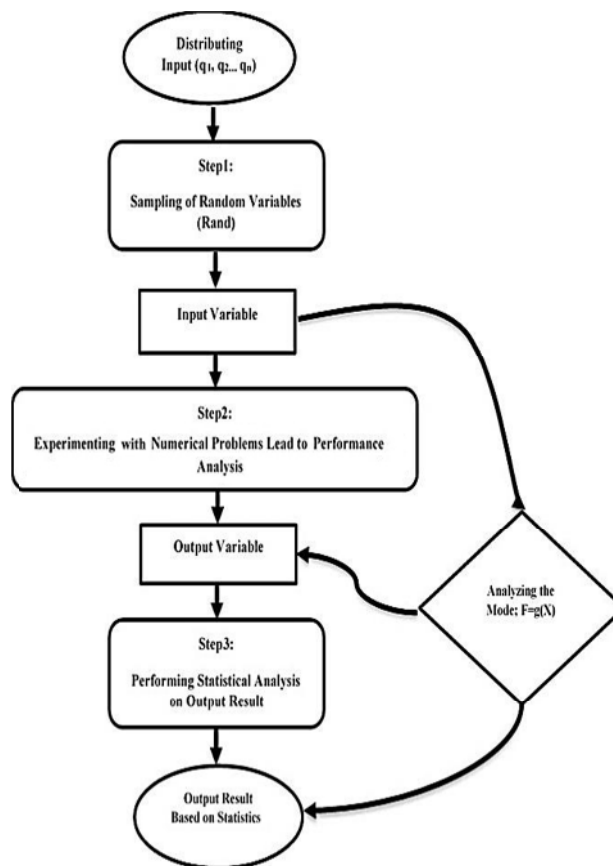 Distributing
Input (q₁, q₂... qₙ)
Step1:
Sampling of Random Variables
(Rand)
Input Variable
Step2:
Experimenting with Numerical Problems Lead to Performance
Analysis
Output Variable
Analyzing the
Mode; F=g(X)
Step3:
Performing Statistical Analysis
on Output Result
Output Result
Based on Statistics